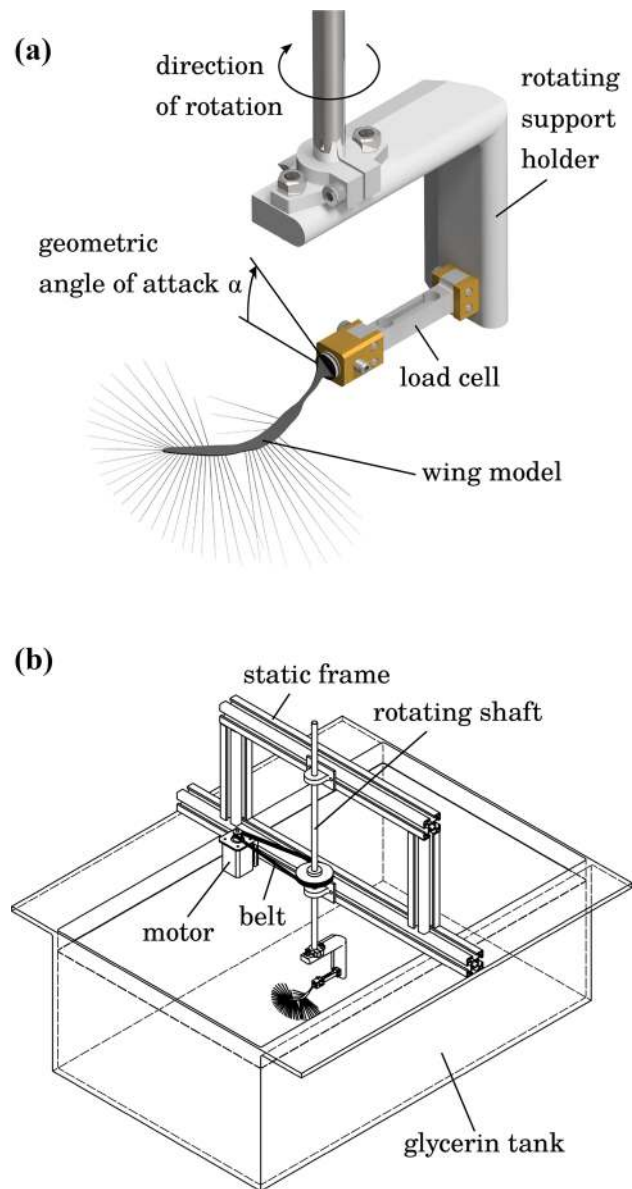 (a)
direction
of rotation
rotating
support
holder
geometric
angle of attack α
load cell
wing model
(b)
static frame
rotating shaft
motor
belt
glycerin tank